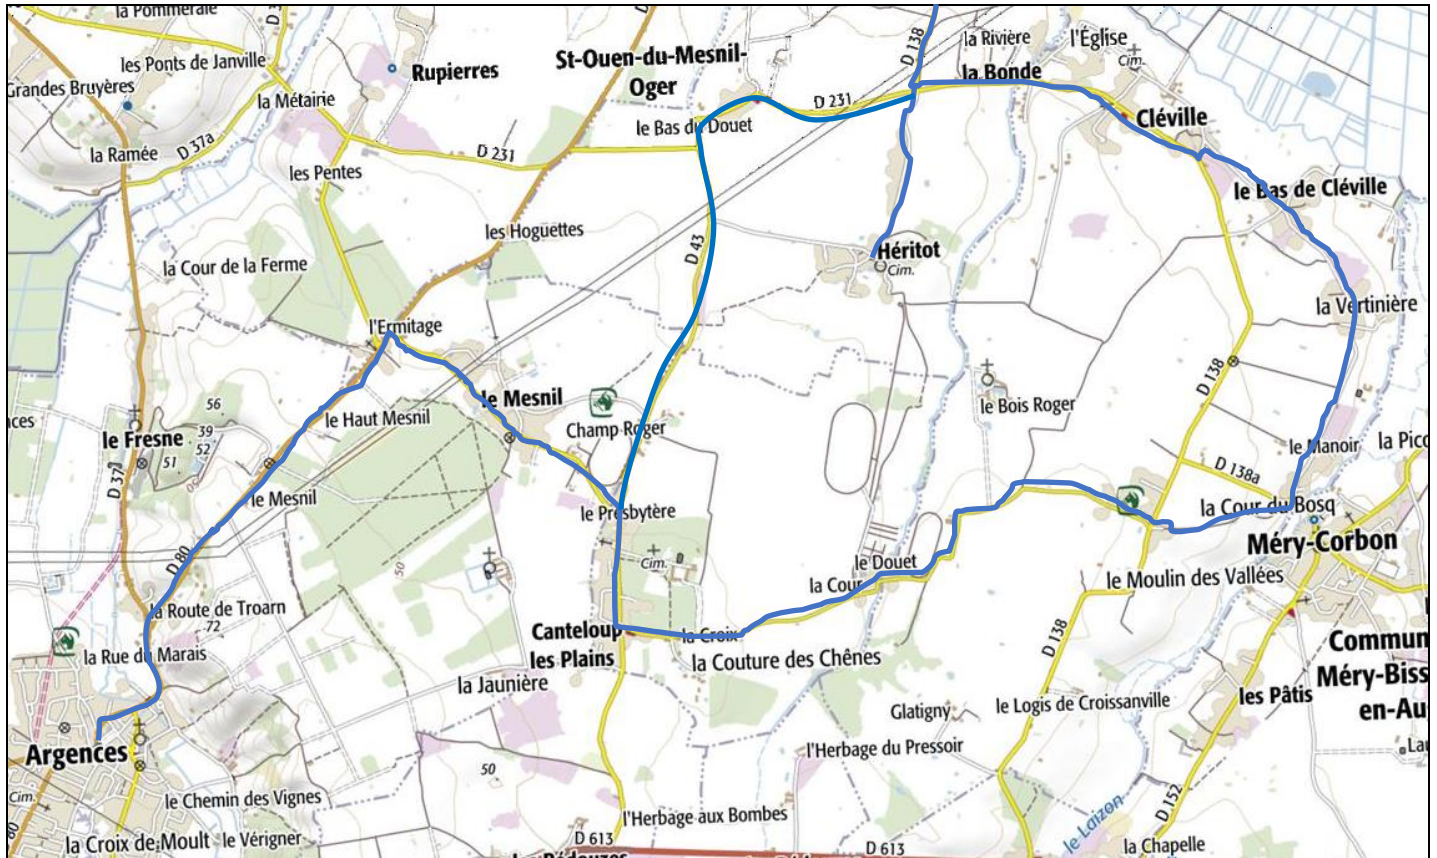 la Pommeraie
les Ponts de Janville
Grandes Bruyères
la Métairie
Rupierres
St-Ouen-du-Mesnil-
Oger
D 138
la Rivière
l'Église
Cim.
la Bonde
D 231
le Bas du Douet
Cléville
la Ramée
D 37a
D 231
les Pentes
le Bas de Cléville
les Hoguettes
D 43
Héritot
Cim.
la Cour de la Ferme
la Vertinière
l'Ermitage
D 138
le Mesnil
le Bois Roger
56
le Haut Mesnil
Champ Roger
le Fresne
39
52
51
le Manoir
D 138a
D 37
le Mesnil
le Presbytère
la Cour du Bosq
Méry-Corbon
D 80
50
Cim.
le Douet
la Cour
le Moulin des Vallées
la Route de Troarn
72
Canteloup
la Croix
les Plains
la Couture des Chênes
D 138
la Rue du Marais
la Jaunière
les Pâtis
Glatigny
le Logis de Croissanville
Argences
l'Herbage du Pressoir
50
le Chemin des Vignes
Cim.
l'Herbage aux Bombes
D 152
le Laizon
la Croix de Moult
le Vérigner
D 613
D 613
la Chapelle